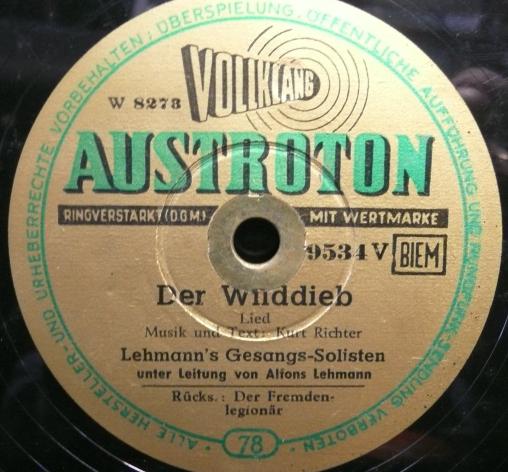 ALLE HERSTELLER- UND URHEBERRECHTE VORBEHALTEN; ÜBERSPIELUNG, ÖFFENTLICHE AUFFÜHRUNG UND RUNDFUNK-SENDUNG VERBOTEN
W 8273 VOLLKLANG
AUSTROTON
RINGVERSTÄRKT (D.G.M.) MIT WERTMARKE
9534 V BIEM
Der Wilddieb
Lied
Musik und Text: Kurt Richter
Lehmann's Gesangs-Solisten
unter Leitung von Alfons Lehmann
Rücks.: Der Fremden-
legionär
78